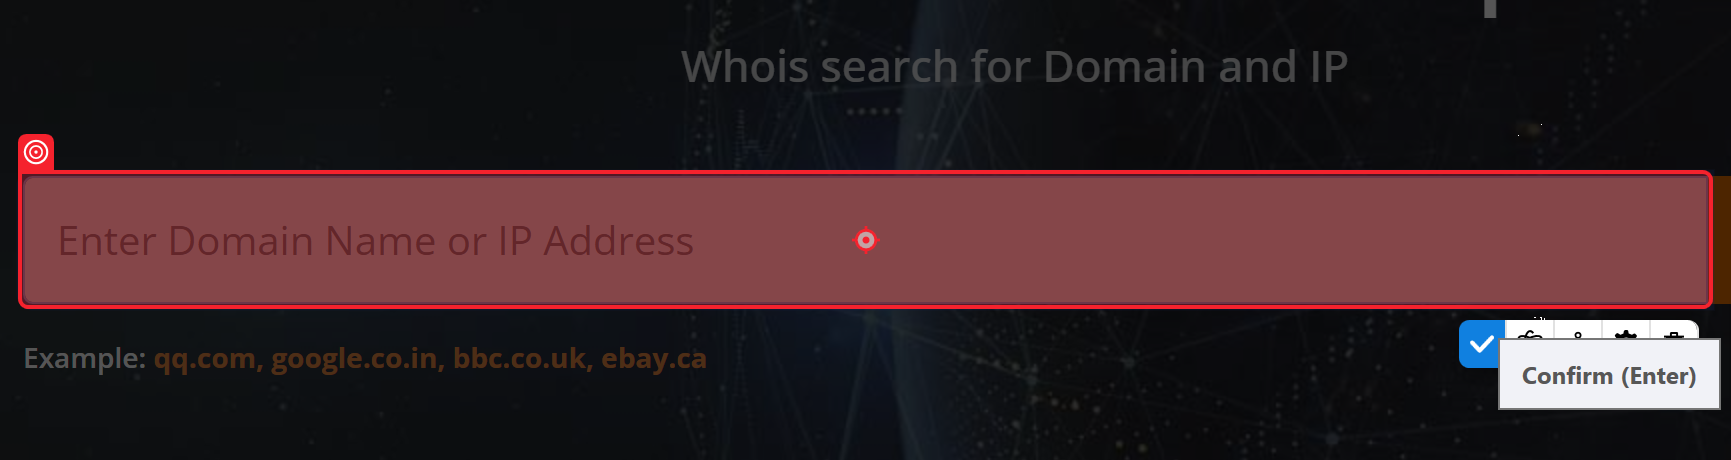 Whois search for Domain and IP
Enter Domain Name or IP Address
Example: qq.com, google.co.in, bbc.co.uk, ebay.ca
Confirm (Enter)